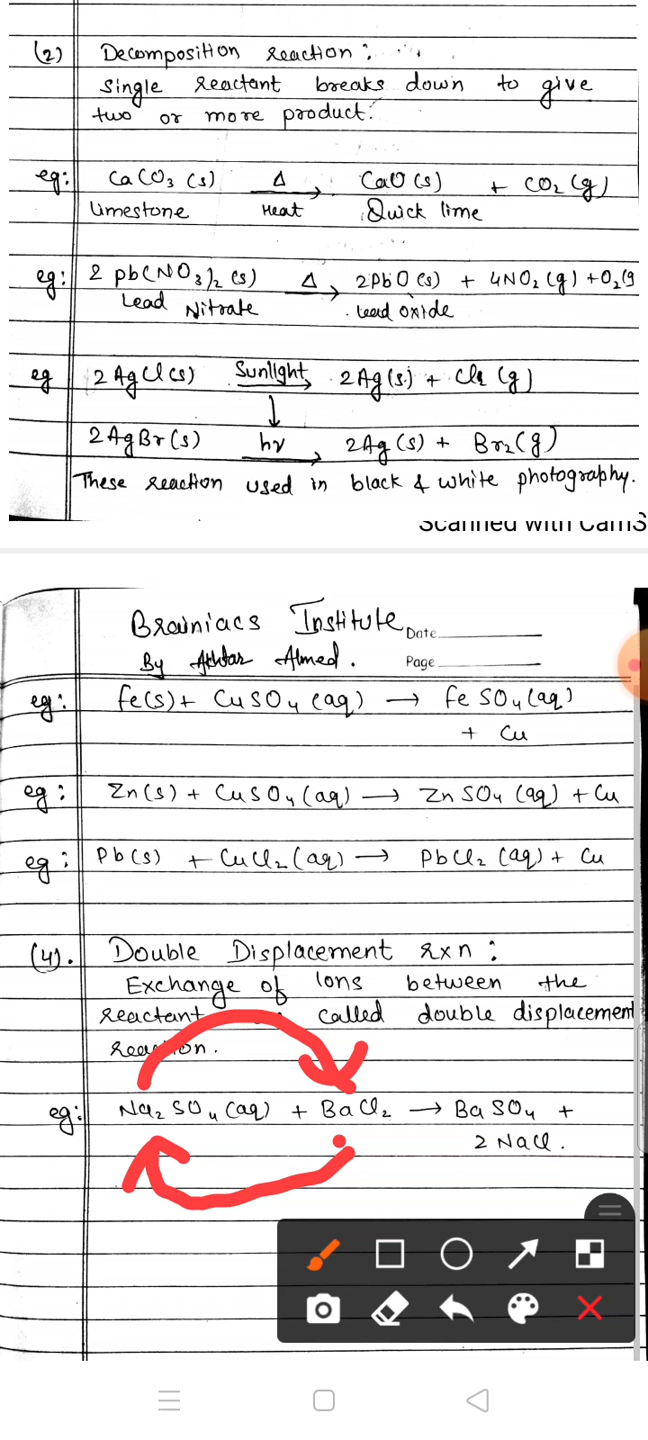 (2) Decomposition reaction:
Single reactant breaks down to give
two or more product.
eg: CaCO₃ (s) Δ→ CaO (s) + CO₂ (g)
limestone Heat Quick lime
eg: 2 Pb(NO₃)₂ (s) Δ→ 2PbO (s) + 4NO₂ (g) + O₂(g
Lead Nitrate lead oxide
eg 2 AgCl (s) Sunlight→ 2Ag (s) + Cl₂ (g)
↓
2 AgBr (s) hν→ 2Ag (s) + Br₂ (g)
These reaction used in black & white photography.
Scanned with CamS
Brainiacs Institute Date
By Akhtar Ahmed. Page
eg: Fe(s) + CuSO₄ (aq) → FeSO₄ (aq)
+ Cu
eg: Zn (s) + CuSO₄ (aq) → ZnSO₄ (aq) + Cu
eg: Pb (s) + CuCl₂ (aq) → PbCl₂ (aq) + Cu
(4). Double Displacement rxn:
Exchange of Ions between the
reactant called double displacement
reaction.
eg: Na₂SO₄ (aq) + BaCl₂ → BaSO₄ +
2 NaCl.